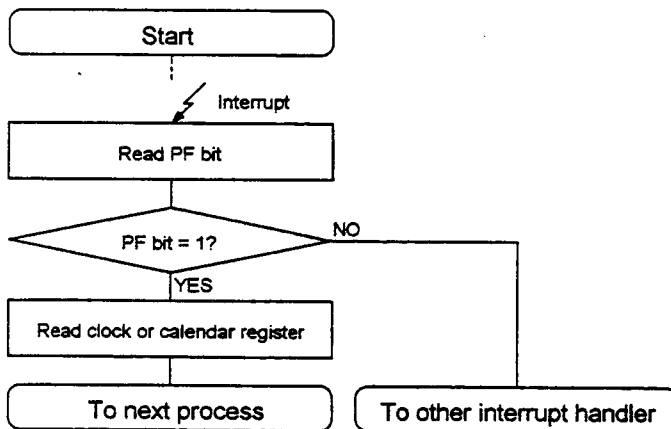 Start
Interrupt
Read PF bit
PF bit = 1?
NO
YES
Read clock or calendar register
To next process
To other interrupt handler